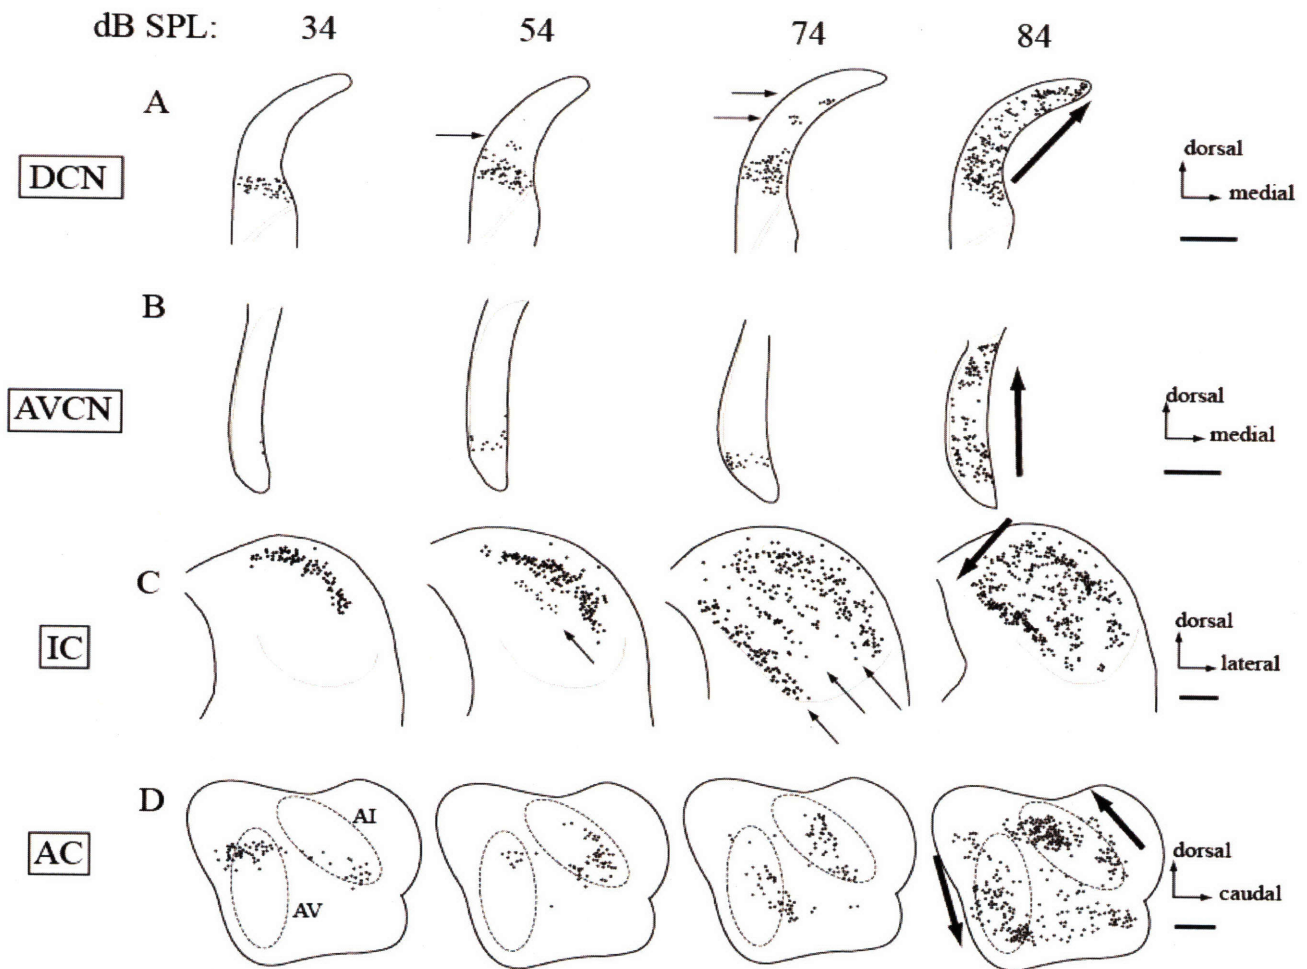 dB SPL: 34 54 74 84
A
DCN
dorsal
medial
B
AVCN
dorsal
medial
C
IC
dorsal
lateral
D
AI
AC
AV
dorsal
caudal